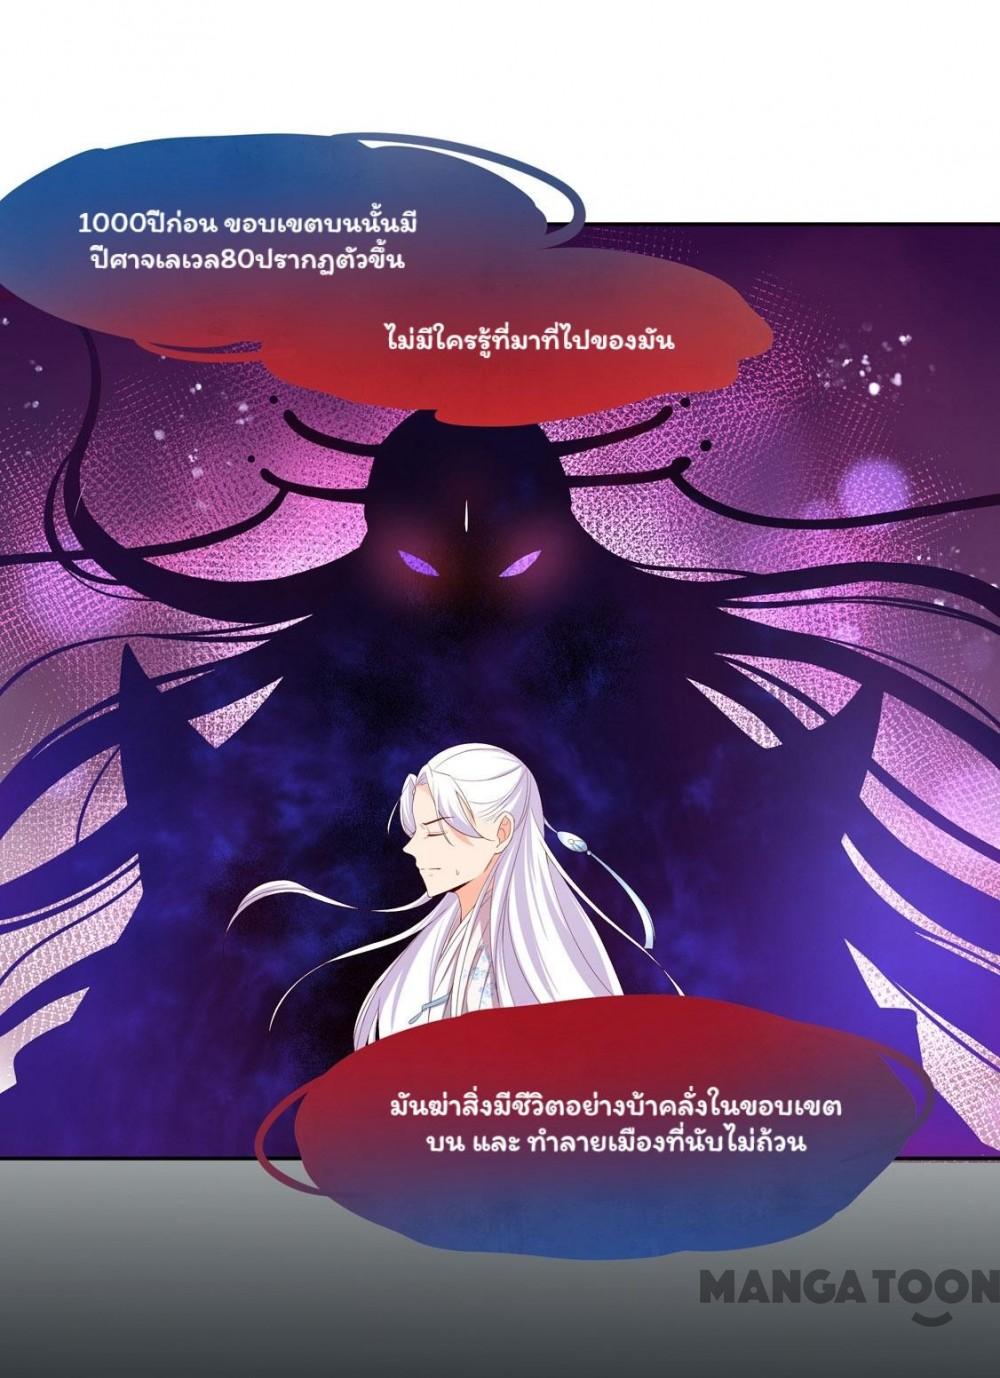 1000ปีก่อน ขอบเขตบนนั้นมี
ปีศาจเลเวล80ปรากฏตัวขึ้น
ไม่มีใครรู้ที่มาที่ไปของมัน
มันฆ่าสิ่งมีชีวิตอย่างบ้าคลั่งในขอบเขต
บน และ ทำลายเมืองที่นับไม่ถ้วน
MANGATOON